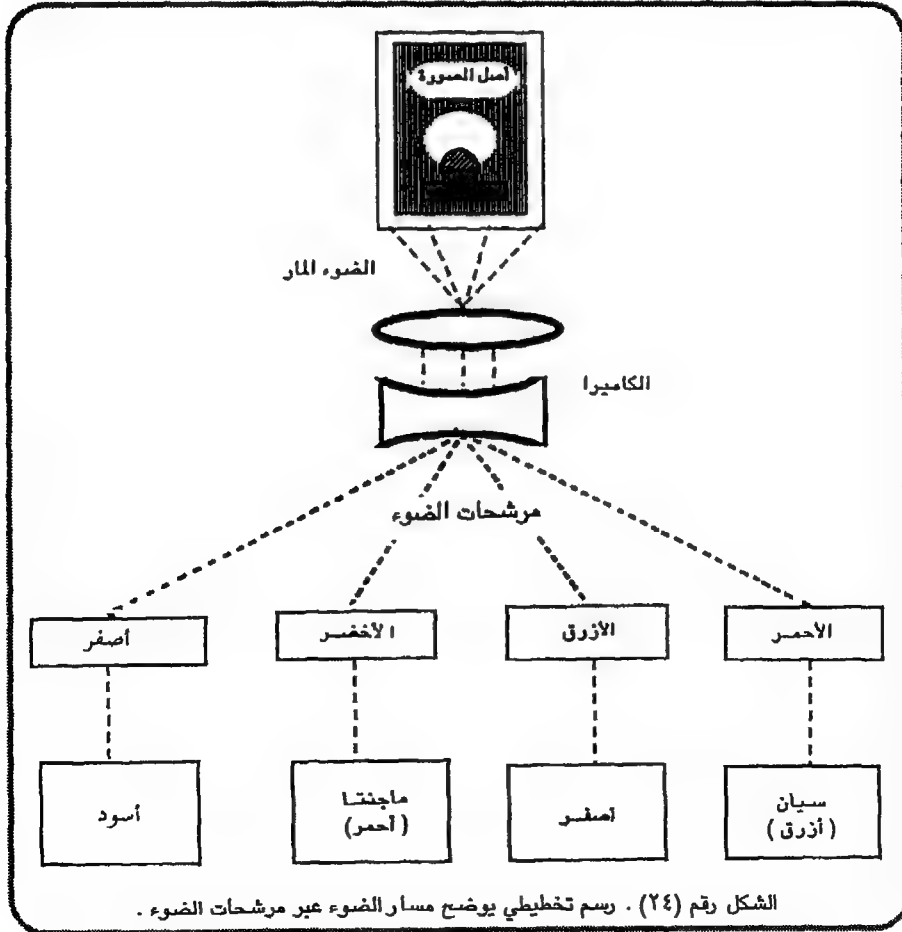 أصل الصورة
الضوء المار
الكاميرا
مرشحات الضوء
الأحمر
الأزرق
الأخضر
أصفر
سيان
(أزرق)
أصفر
ماجنتا
(أحمر)
أسود
الشكل رقم (٢٤) . رسم تخطيطي يوضح مسار الضوء عبر مرشحات الضوء .